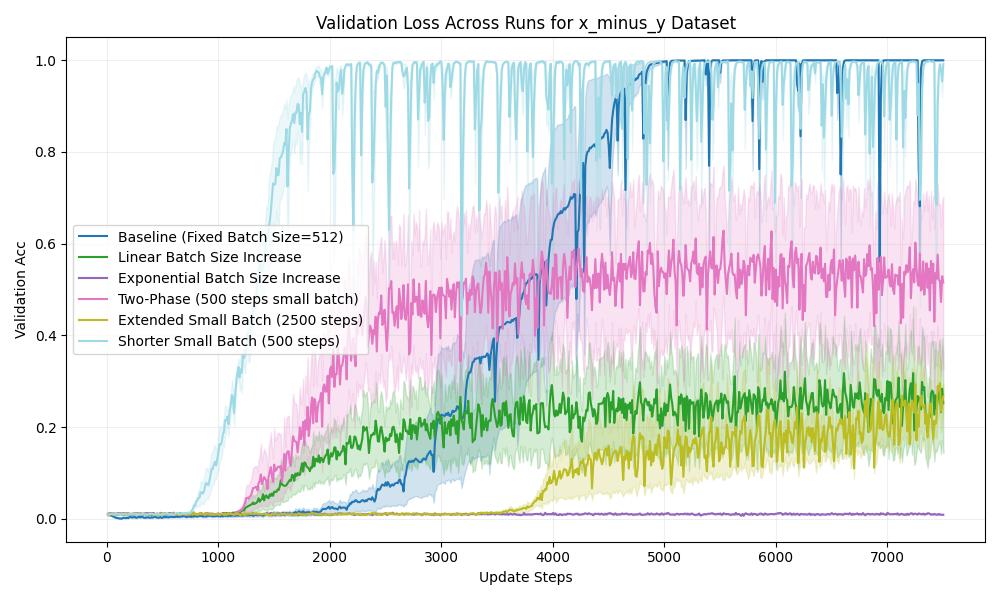 Validation Loss Across Runs for x_minus_y Dataset
1.0
0.8
0.6
0.4
0.2
0.0
Validation Acc
Baseline (Fixed Batch Size=512)
Linear Batch Size Increase
Exponential Batch Size Increase
Two-Phase (500 steps small batch)
Extended Small Batch (2500 steps)
Shorter Small Batch (500 steps)
0 1000 2000 3000 4000 5000 6000 7000
Update Steps